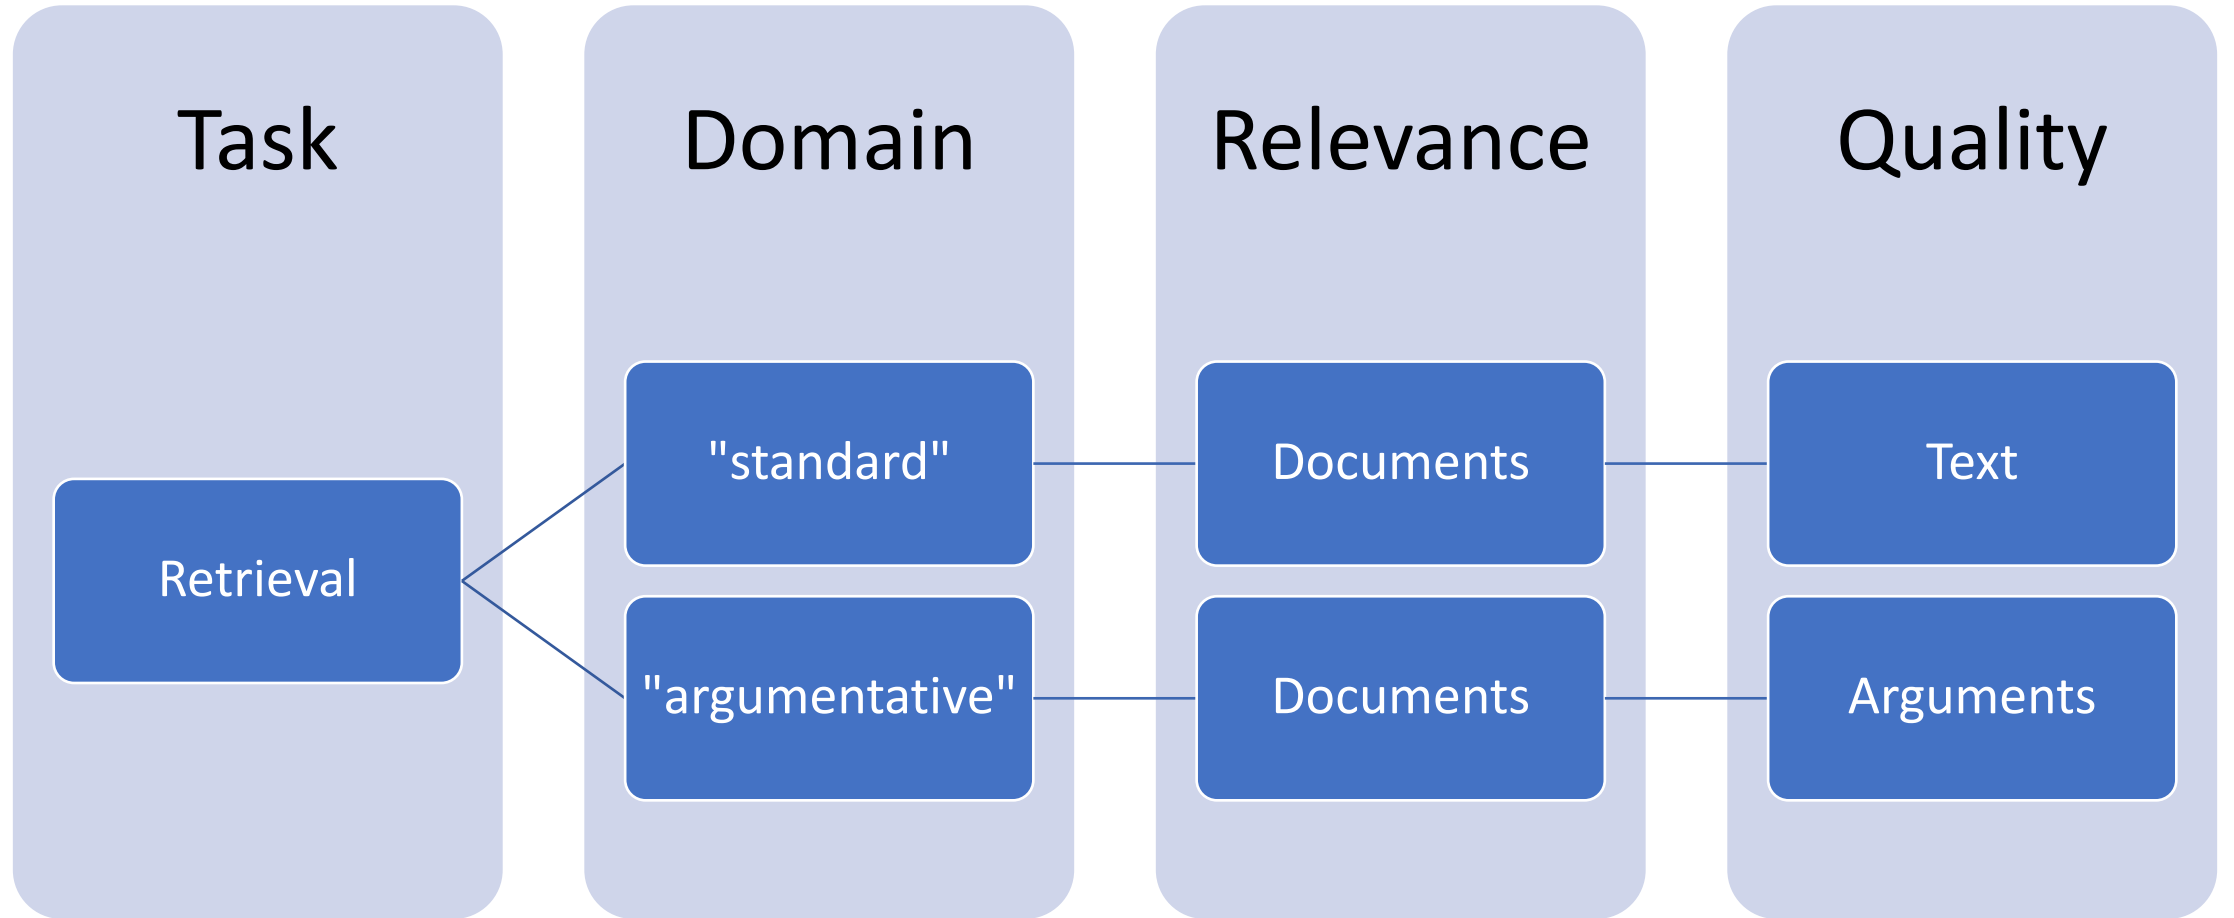 Task
Domain
Relevance
Quality
Retrieval
"standard"
Documents
Text
"argumentative"
Documents
Arguments